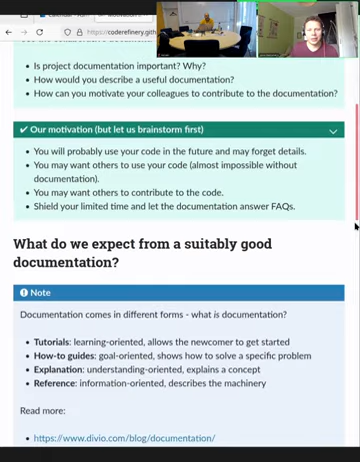 https://coderefinery.gith
• Is project documentation important? Why?
• How would you describe a useful documentation?
• How can you motivate your colleagues to contribute to the documentation?
✔ Our motivation (but let us brainstorm first)
• You will probably use your code in the future and may forget details.
• You may want others to use your code (almost impossible without
documentation).
• You may want others to contribute to the code.
• Shield your limited time and let the documentation answer FAQs.
What do we expect from a suitably good
documentation?
Note
Documentation comes in different forms - what is documentation?
• Tutorials: learning-oriented, allows the newcomer to get started
• How-to guides: goal-oriented, shows how to solve a specific problem
• Explanation: understanding-oriented, explains a concept
• Reference: information-oriented, describes the machinery
Read more:
• https://www.divio.com/blog/documentation/